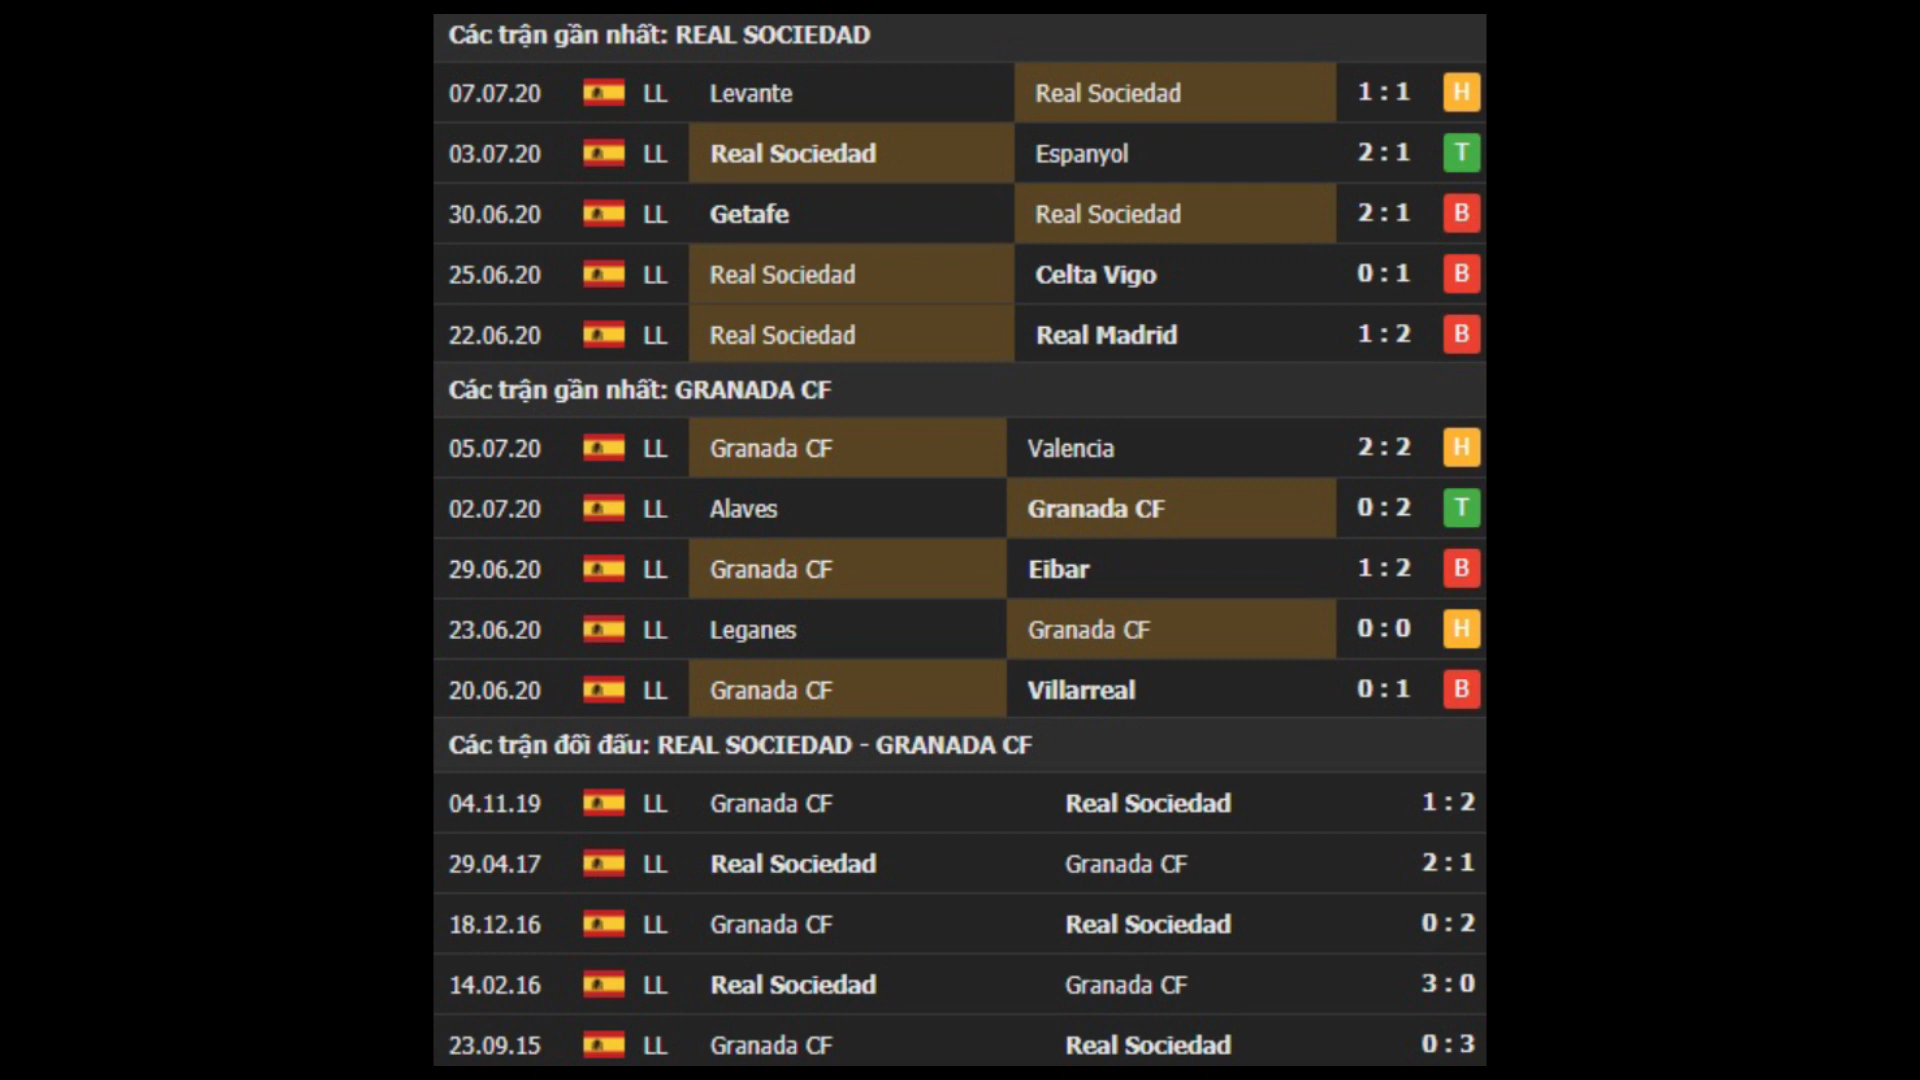 Các trận gần nhất: REAL SOCIEDAD
07.07.20 LL Levante Real Sociedad 1 : 1 H
03.07.20 LL Real Sociedad Espanyol 2 : 1 T
30.06.20 LL Getafe Real Sociedad 2 : 1 B
25.06.20 LL Real Sociedad Celta Vigo 0 : 1 B
22.06.20 LL Real Sociedad Real Madrid 1 : 2 B
Các trận gần nhất: GRANADA CF
05.07.20 LL Granada CF Valencia 2 : 2 H
02.07.20 LL Alaves Granada CF 0 : 2 T
29.06.20 LL Granada CF Eibar 1 : 2 B
23.06.20 LL Leganes Granada CF 0 : 0 H
20.06.20 LL Granada CF Villarreal 0 : 1 B
Các trận đối đấu: REAL SOCIEDAD - GRANADA CF
04.11.19 LL Granada CF Real Sociedad 1 : 2
29.04.17 LL Real Sociedad Granada CF 2 : 1
18.12.16 LL Granada CF Real Sociedad 0 : 2
14.02.16 LL Real Sociedad Granada CF 3 : 0
23.09.15 LL Granada CF Real Sociedad 0 : 3